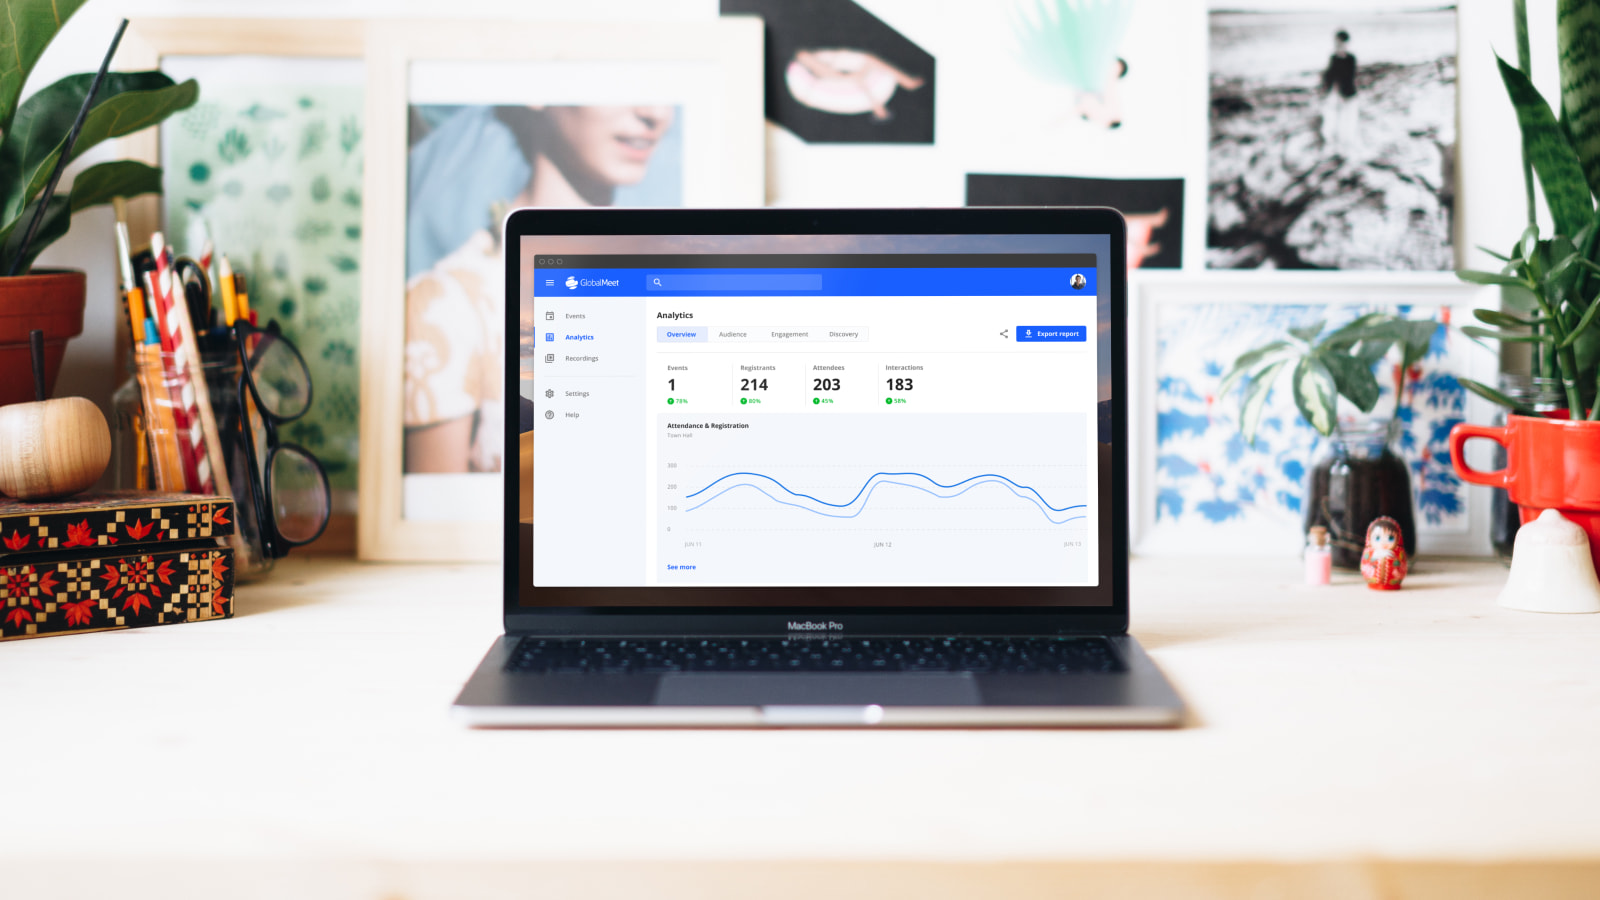 GlobalMeet
Events
Analytics
Recordings
Settings
Help
Analytics
Overview Audience Engagement Discovery
Export report
Events Registrants Attendees Interactions
1 214 203 183
78% 80% 45% 58%
Attendance & Registration
Town Hall
300
200
100
0
JUN 11 JUN 12 JUN 13
See more
MacBook Pro